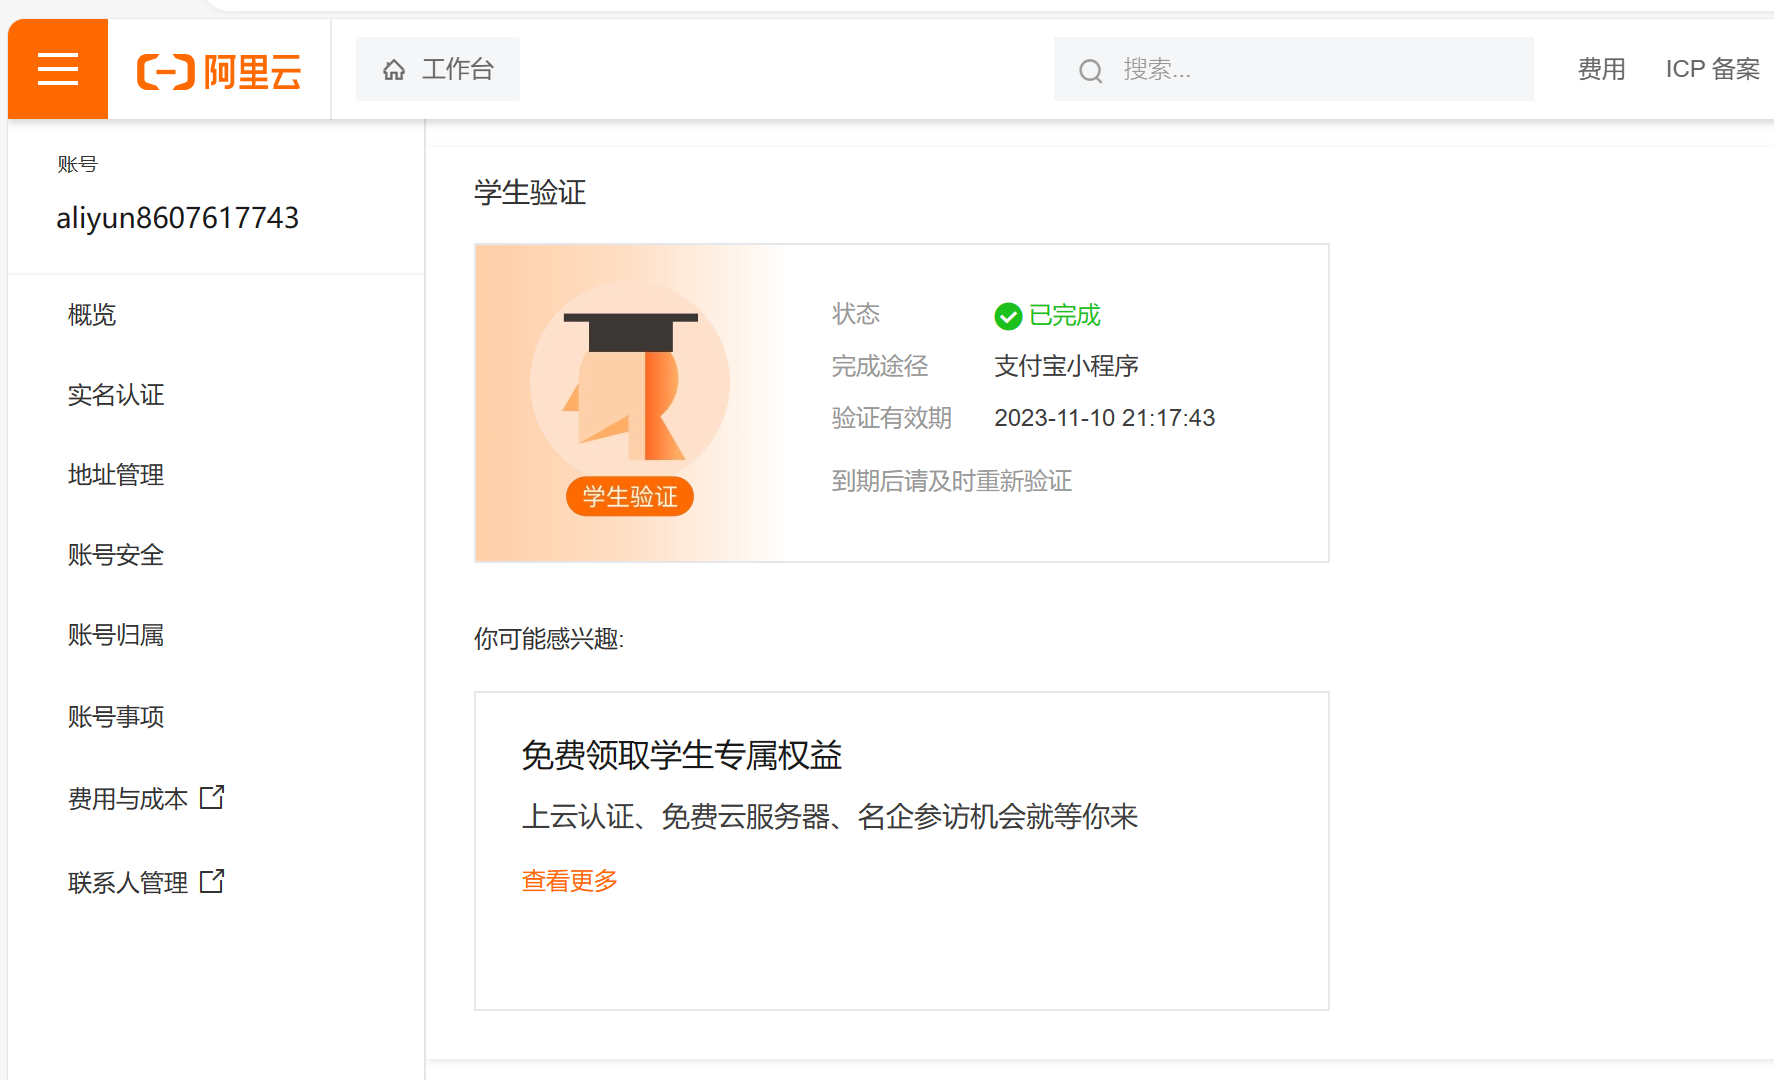 阿里云
工作台
搜索...
费用
ICP 备案
账号
aliyun8607617743
概览
实名认证
地址管理
账号安全
账号归属
账号事项
费用与成本
联系人管理
学生验证
学生验证
状态
已完成
完成途径
支付宝小程序
验证有效期
2023-11-10 21:17:43
到期后请及时重新验证
你可能感兴趣:
免费领取学生专属权益
上云认证、免费云服务器、名企参访机会就等你来
查看更多